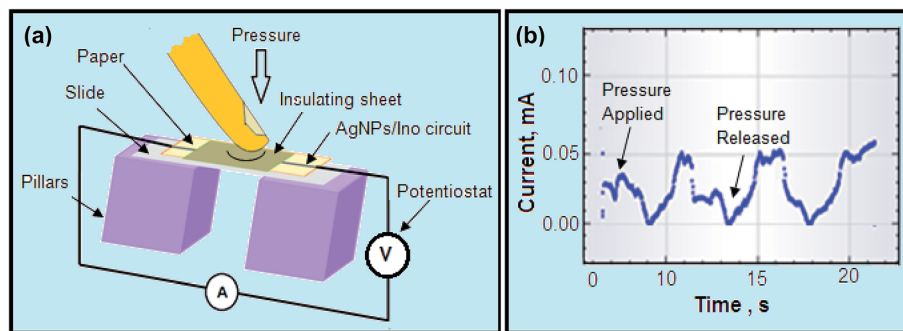 (a)
Pressure
Paper
Slide
Insulating sheet
AgNPs/Ino circuit
Pillars
Potentiostat
V
A
(b)
0.10
0.05
0.00
Current, mA
Pressure
Applied
Pressure
Released
0 10 15 20
Time , s